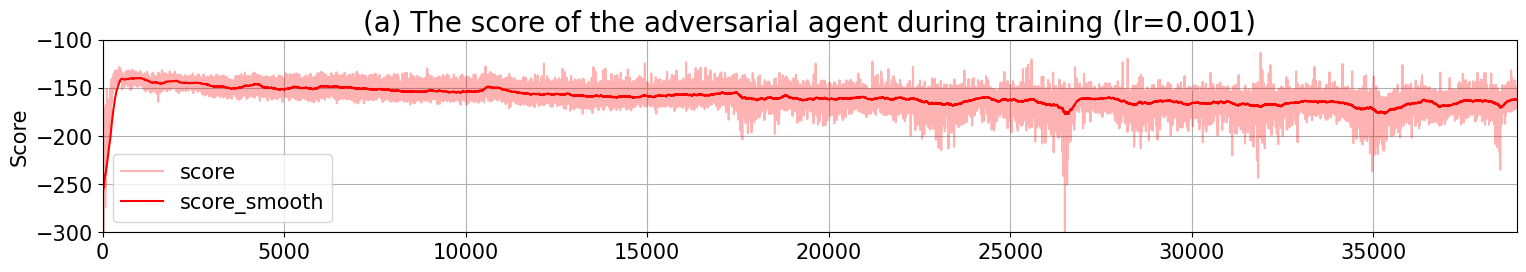 (a) The score of the adversarial agent during training (lr=0.001)
Score
−100
−150
−200
−250
−300
score
score_smooth
0 5000 10000 15000 20000 25000 30000 35000